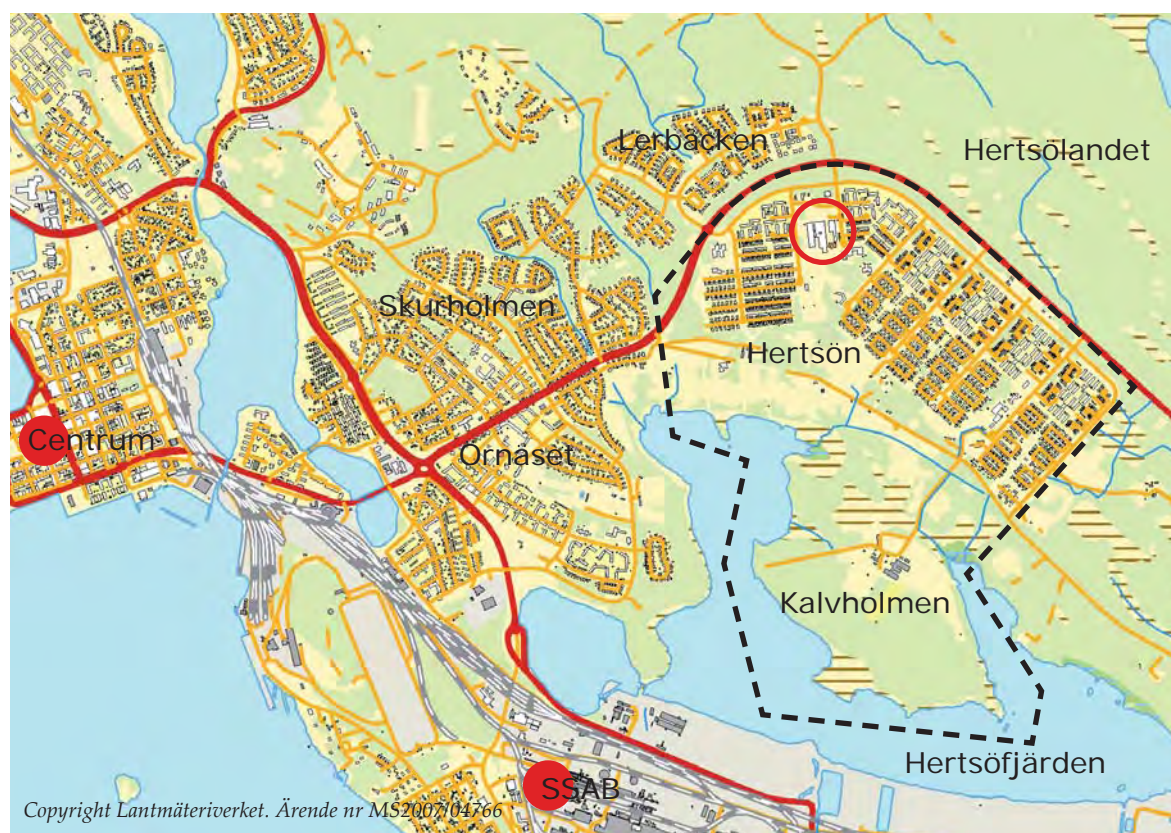 Lerbäcken
Hertsölandet
Skurholmen
Hertsön
Centrum
Örnäset
Kalvholmen
Hertsöfjärden
SSAB
Copyright Lantmäteriverket. Ärende nr MS2007/04766